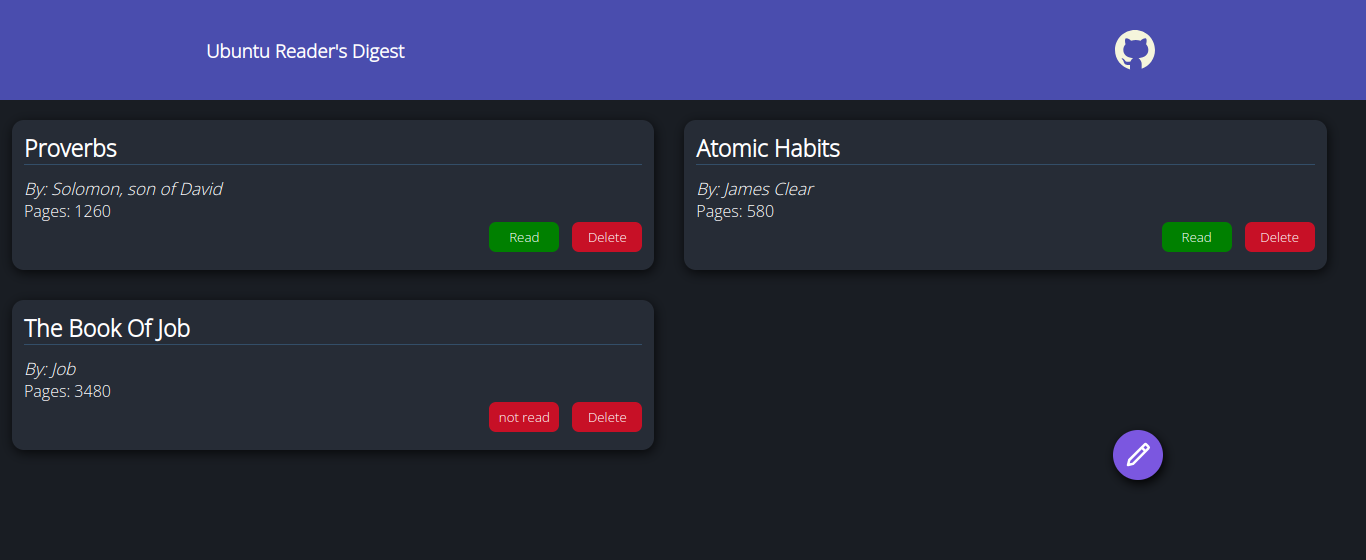 Ubuntu Reader's Digest
Proverbs
By: Solomon, son of David
Pages: 1260
Read Delete
Atomic Habits
By: James Clear
Pages: 580
Read Delete
The Book Of Job
By: Job
Pages: 3480
not read Delete